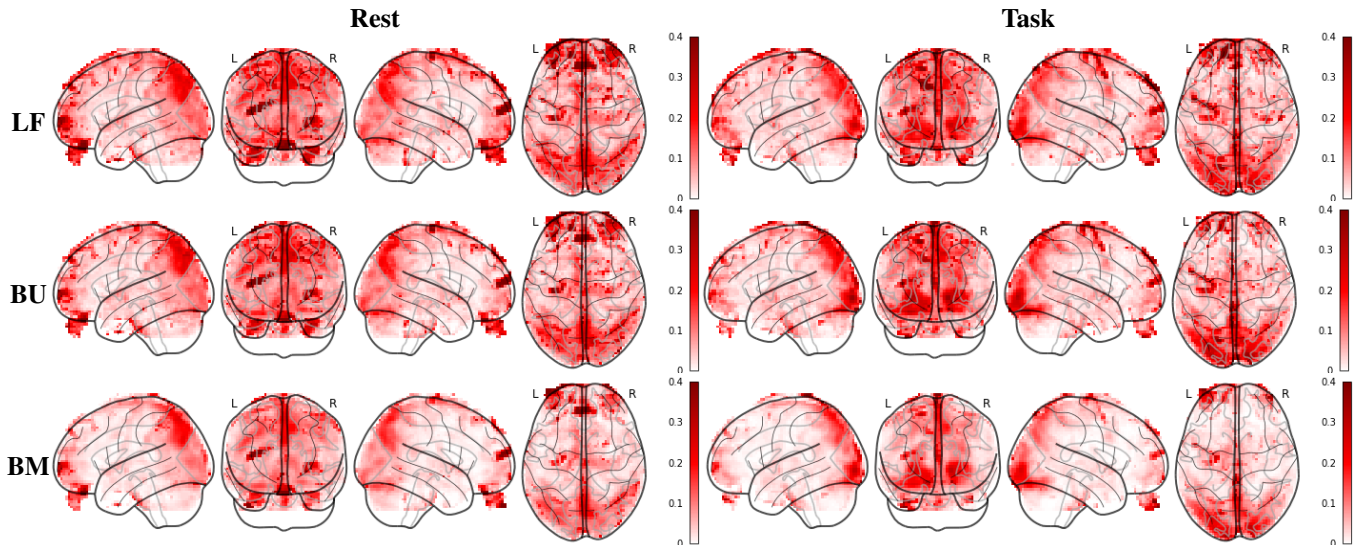 Rest Task
LF L R L R 0.4 0.3 0.2 0.1 0 L R L R 0.4 0.3 0.2 0.1 0
BU L R L R 0.4 0.3 0.2 0.1 0 L R L R 0.4 0.3 0.2 0.1 0
BM L R L R 0.4 0.3 0.2 0.1 0 L R L R 0.4 0.3 0.2 0.1 0